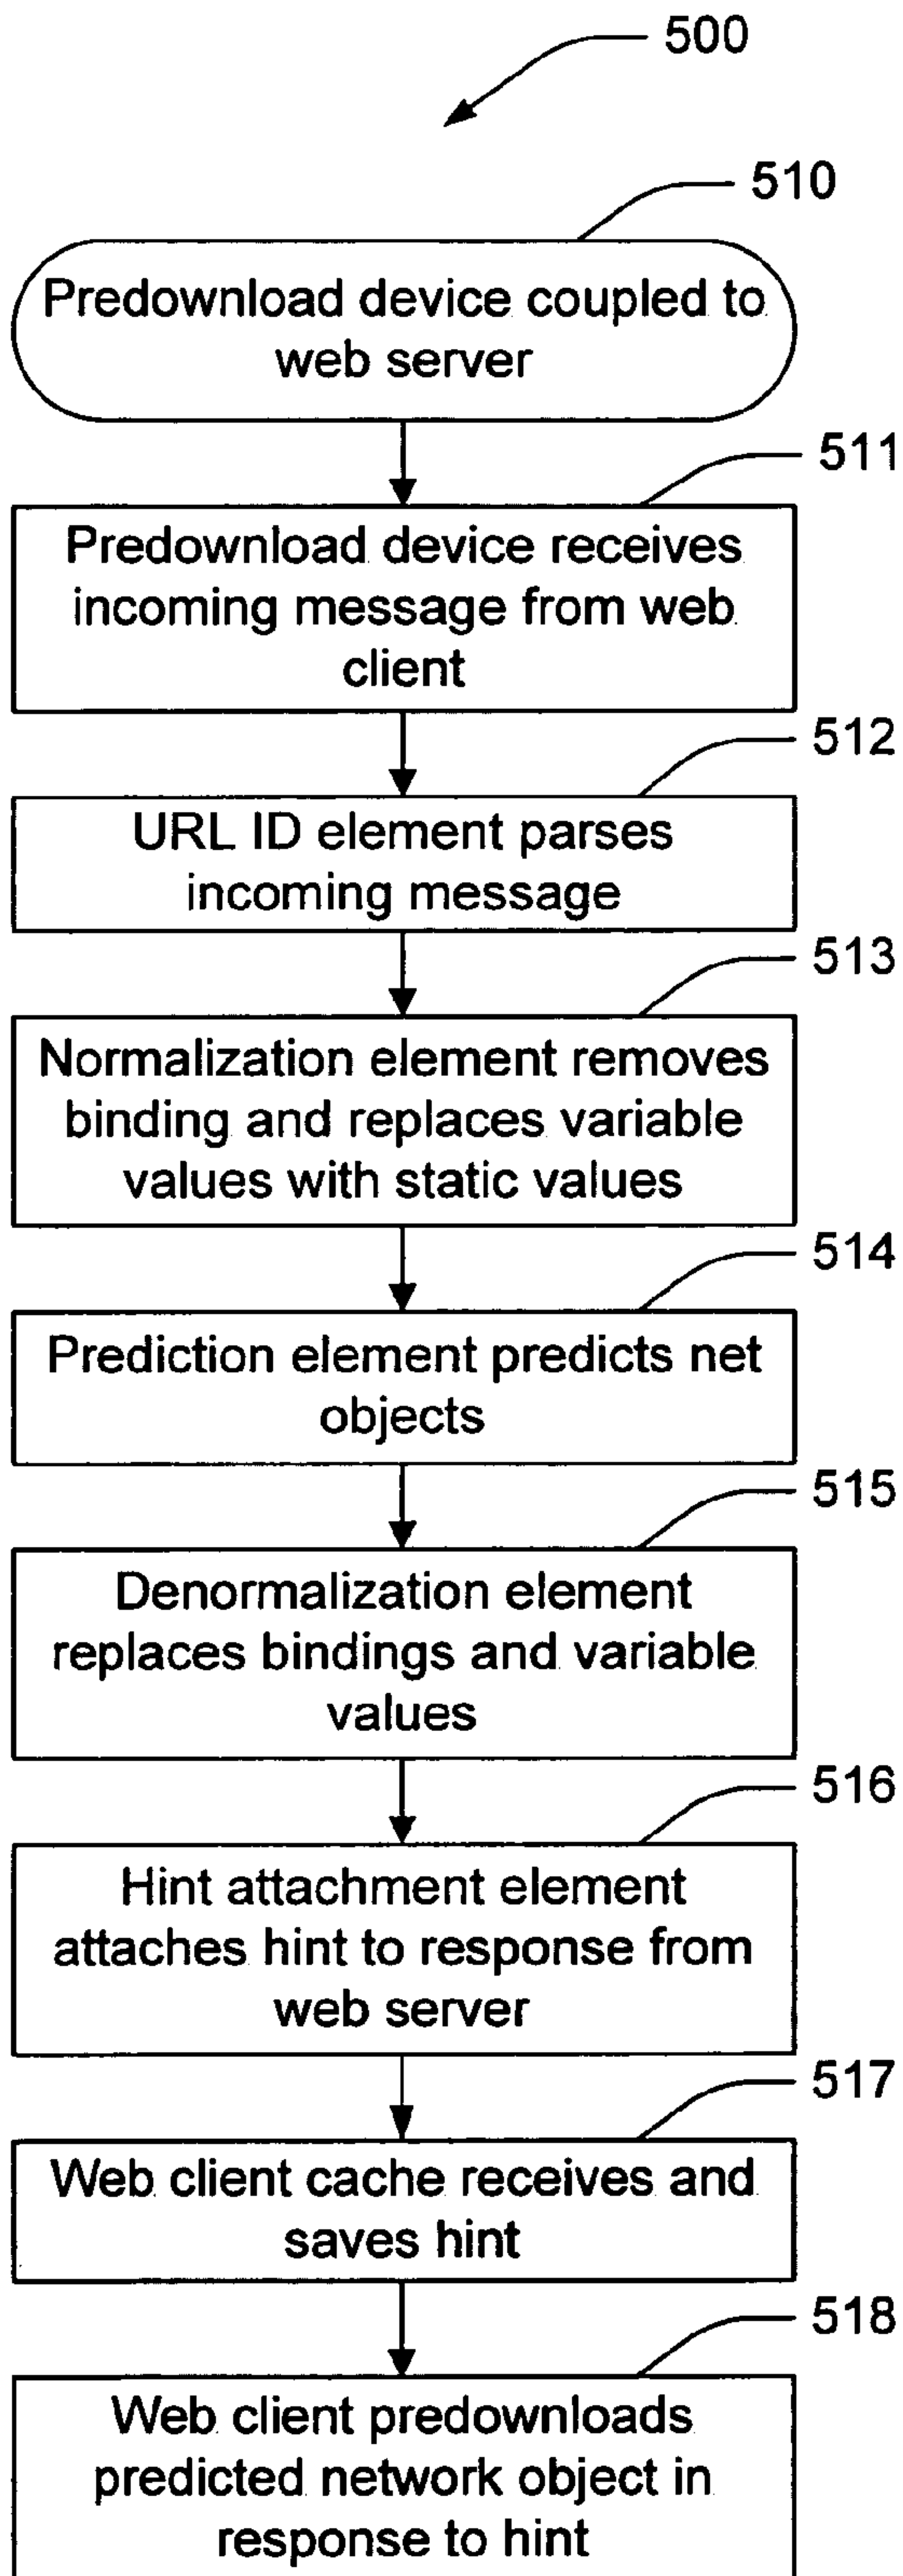 500
510
Predownload device coupled to
web server
511
Predownload device receives
incoming message from web
client
512
URL ID element parses
incoming message
513
Normalization element removes
binding and replaces variable
values with static values
514
Prediction element predicts net
objects
515
Denormalization element
replaces bindings and variable
values
516
Hint attachment element
attaches hint to response from
web server
517
Web client cache receives and
saves hint
518
Web client predownloads
predicted network object in
response to hint